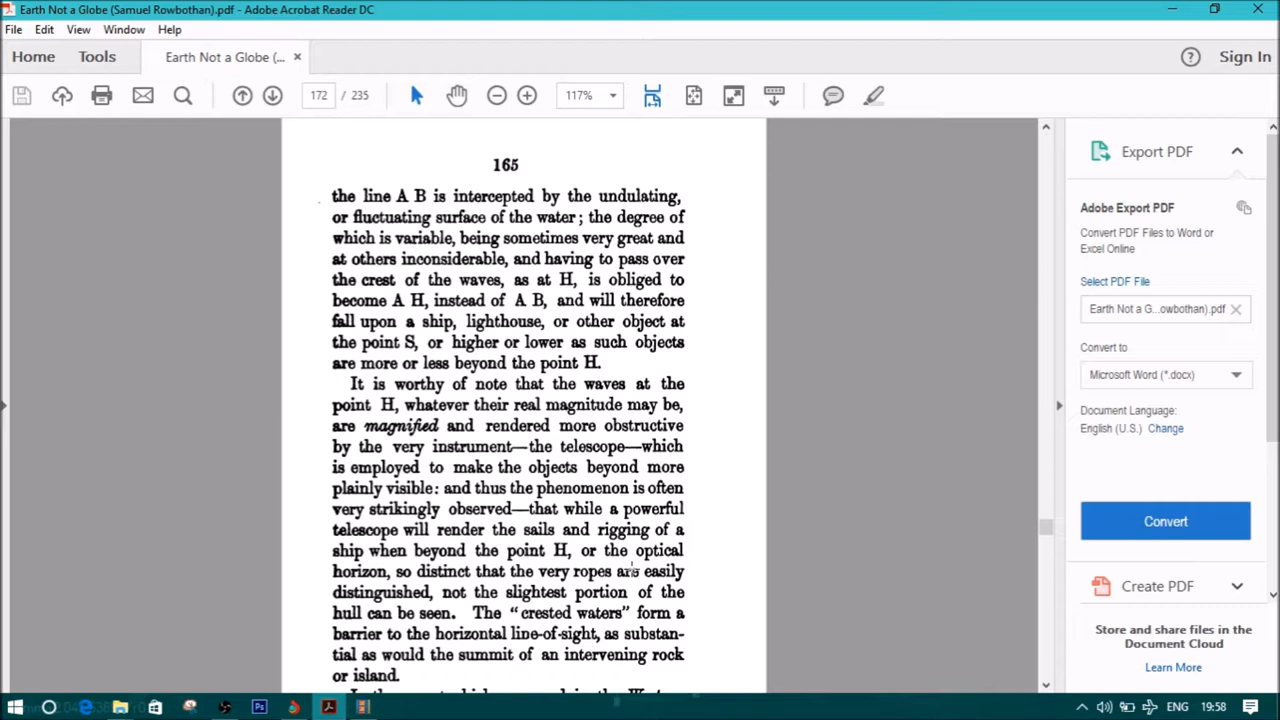 Earth Not a Globe (Samuel Rowbothan).pdf - Adobe Acrobat Reader DC
File Edit View Window Help
Home Tools Earth Not a Globe (... × Sign In
172 / 235 117%
165
the line A B is intercepted by the undulating,
or fluctuating surface of the water; the degree of
which is variable, being sometimes very great and
at others inconsiderable, and having to pass over
the crest of the waves, as at H, is obliged to
become A H, instead of A B, and will therefore
fall upon a ship, lighthouse, or other object at
the point S, or higher or lower as such objects
are more or less beyond the point H.
It is worthy of note that the waves at the
point H, whatever their real magnitude may be,
are magnified and rendered more obstructive
by the very instrument—the telescope—which
is employed to make the objects beyond more
plainly visible: and thus the phenomenon is often
very strikingly observed—that while a powerful
telescope will render the sails and rigging of a
ship when beyond the point H, or the optical
horizon, so distinct that the very ropes are easily
distinguished, not the slightest portion of the
hull can be seen. The "crested waters" form a
barrier to the horizontal line-of-sight, as substan-
tial as would the summit of an intervening rock
or island.
Export PDF
Adobe Export PDF
Convert PDF Files to Word or
Excel Online
Select PDF File
Earth Not a G...owbothan).pdf
Convert to
Microsoft Word (*.docx)
Document Language:
English (U.S.) Change
Convert
Create PDF
Store and share files in the
Document Cloud
Learn More
ENG 19:58